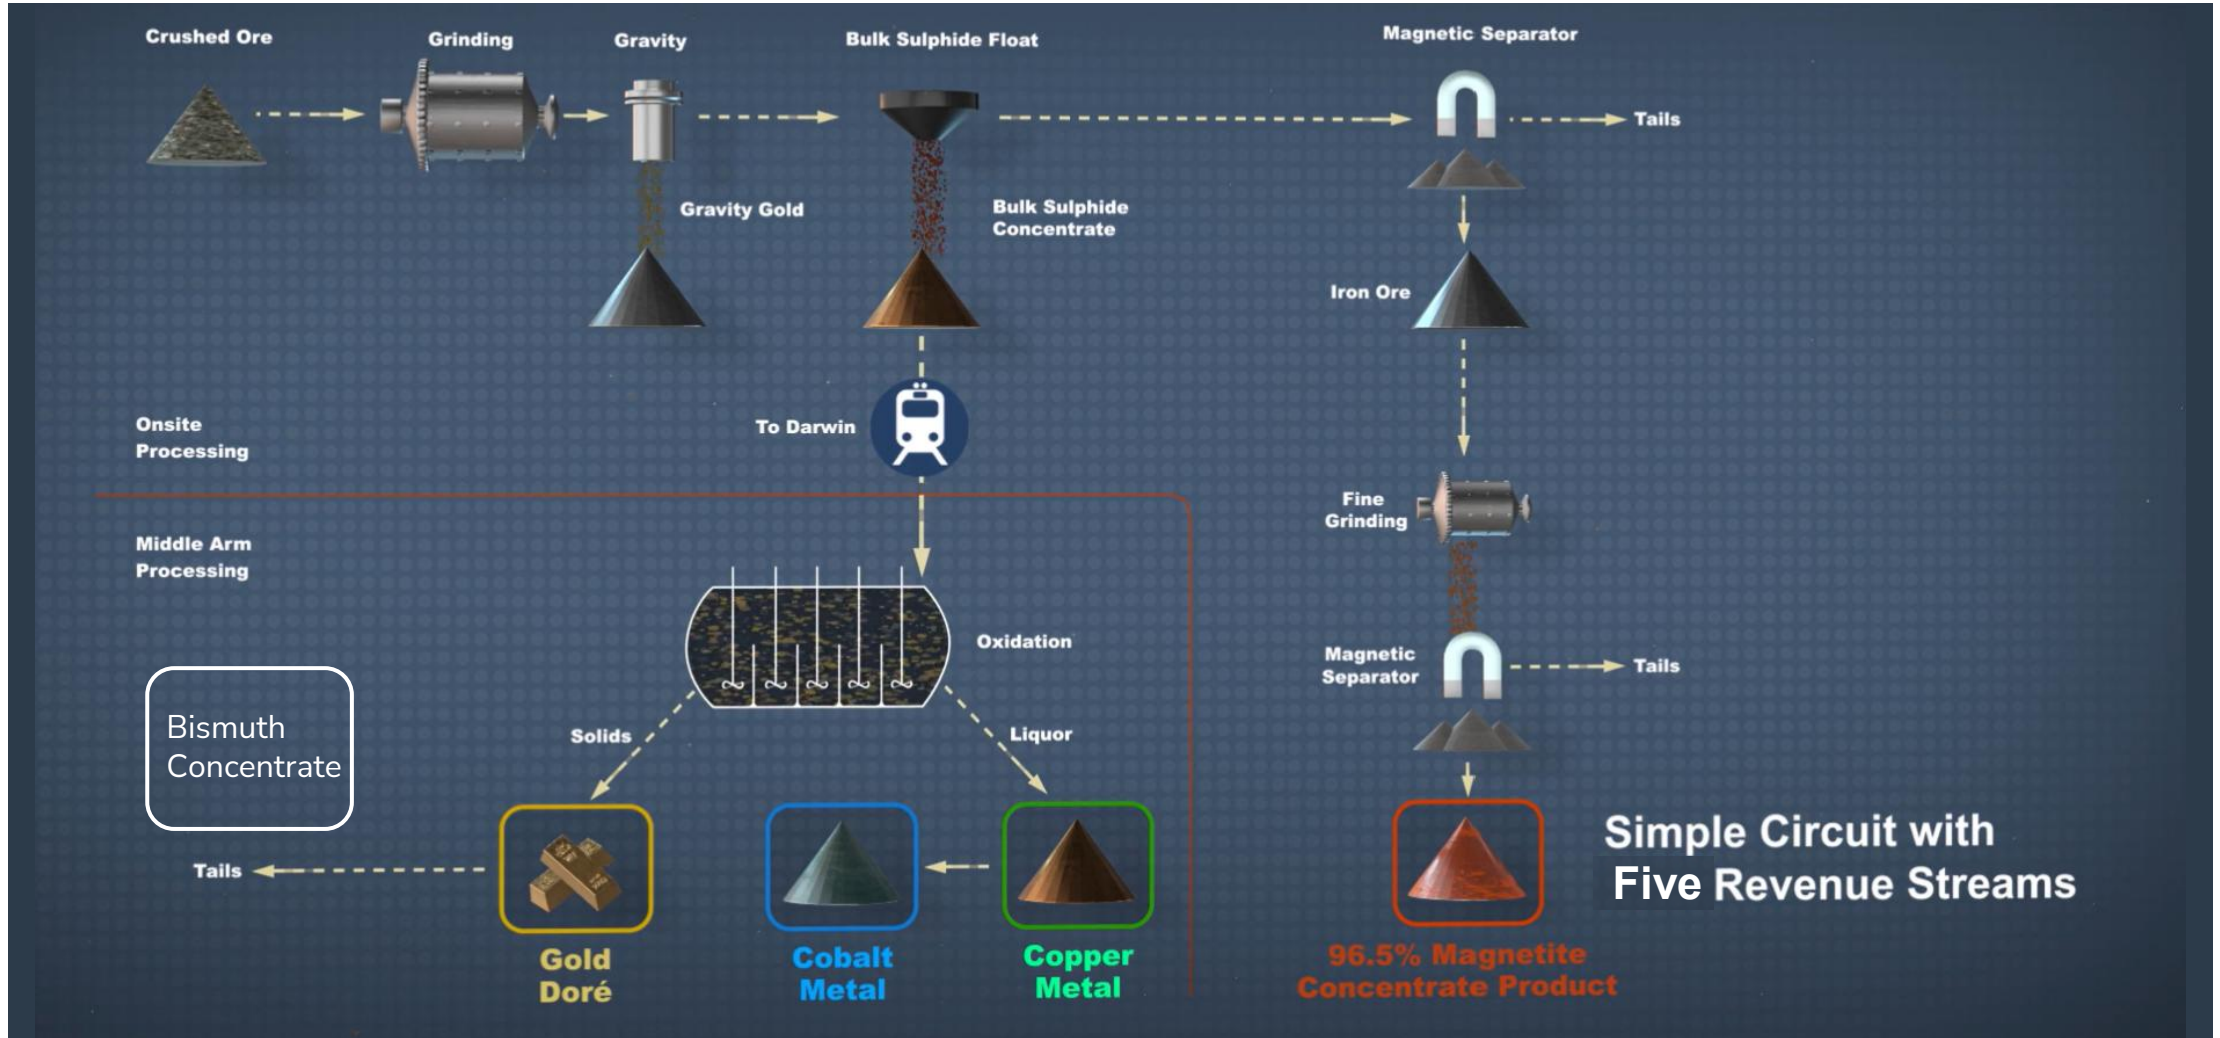 Crushed Ore
Grinding
Gravity
Bulk Sulphide Float
Magnetic Separator
Tails
Gravity Gold
Bulk Sulphide
Concentrate
Iron Ore
To Darwin
Onsite
Processing
Fine
Grinding
Middle Arm
Processing
Oxidation
Magnetic
Separator
Tails
Bismuth
Concentrate
Solids
Liquor
Tails
Simple Circuit with
Five Revenue Streams
Gold
Doré
Cobalt
Metal
Copper
Metal
96.5% Magnetite
Concentrate Product